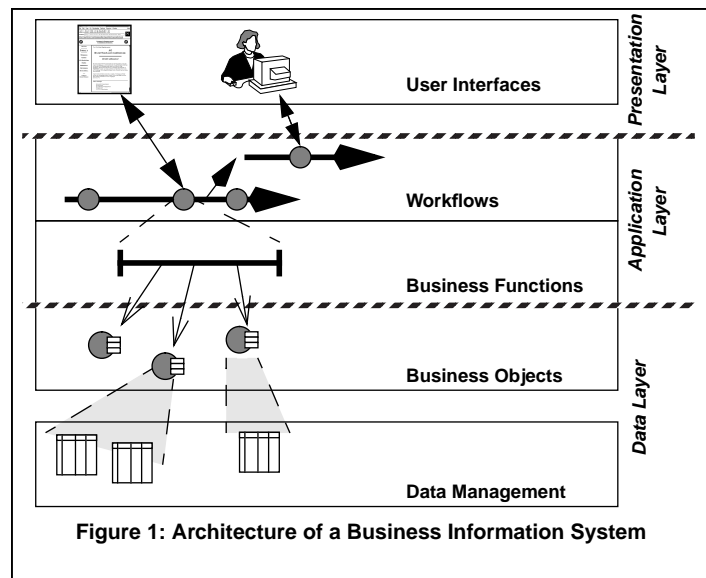 User Interfaces
Presentation
Layer
Workflows
Business Functions
Application
Layer
Business Objects
Data Management
Data Layer
Figure 1: Architecture of a Business Information System